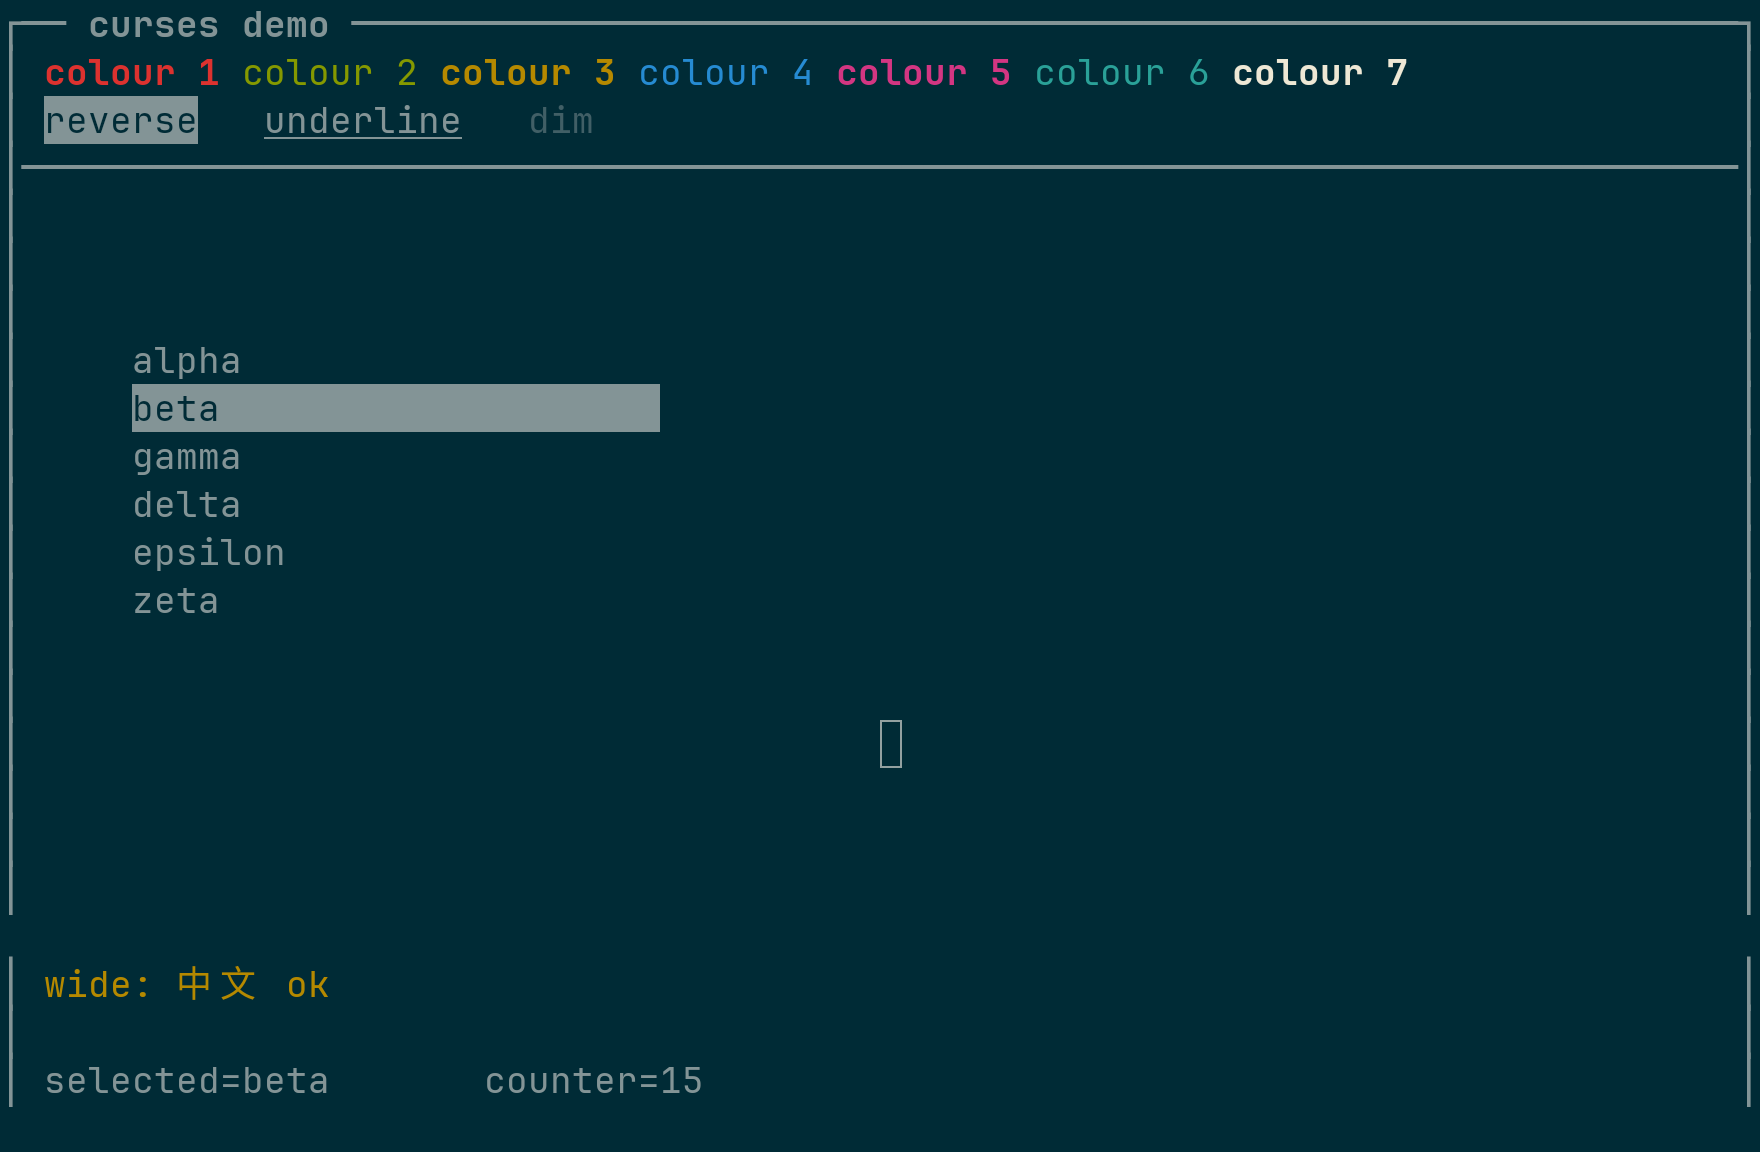 curses demo
colour 1 colour 2 colour 3 colour 4 colour 5 colour 6 colour 7
reverse underline dim
alpha
beta
gamma
delta
epsilon
zeta
wide: 中文 ok
selected=beta counter=15